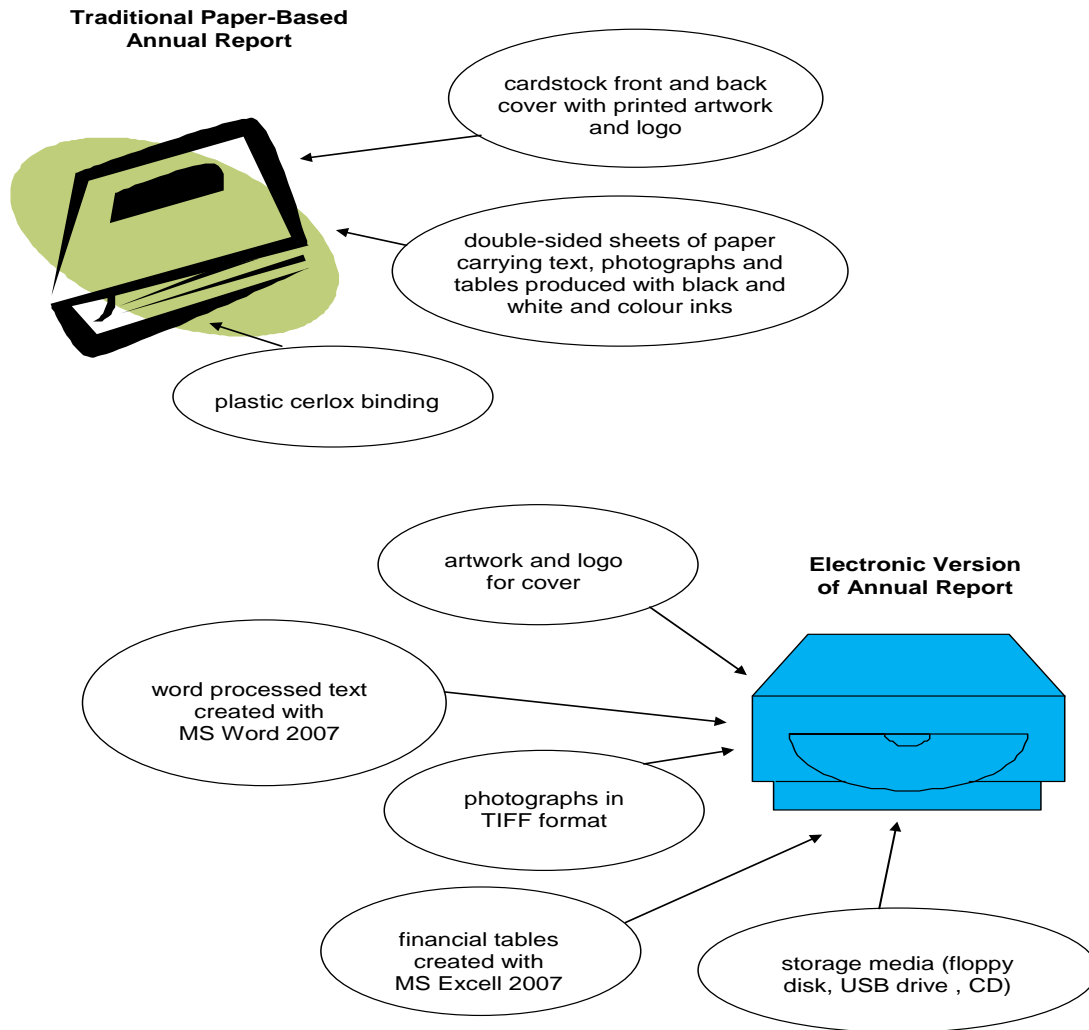 Traditional Paper-Based
Annual Report
cardstock front and back
cover with printed artwork
and logo
double-sided sheets of paper
carrying text, photographs and
tables produced with black and
white and colour inks
plastic cerlox binding
artwork and logo
for cover
Electronic Version
of Annual Report
word processed text
created with
MS Word 2007
photographs in
TIFF format
financial tables
created with
MS Excell 2007
storage media (floppy
disk, USB drive , CD)